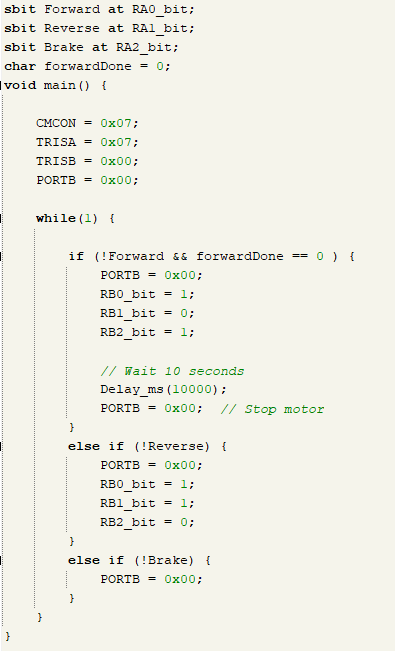 sbit Forward at RA0_bit;
sbit Reverse at RA1_bit;
sbit Brake at RA2_bit;
char forwardDone = 0;
void main() {
CMCON = 0x07;
TRISA = 0x07;
TRISB = 0x00;
PORTB = 0x00;
while(1) {
if (!Forward && forwardDone == 0 ) {
PORTB = 0x00;
RB0_bit = 1;
RB1_bit = 0;
RB2_bit = 1;
// Wait 10 seconds
Delay_ms(10000);
PORTB = 0x00;  // Stop motor
}
else if (!Reverse) {
PORTB = 0x00;
RB0_bit = 1;
RB1_bit = 1;
RB2_bit = 0;
}
else if (!Brake) {
PORTB = 0x00;
}
}
}